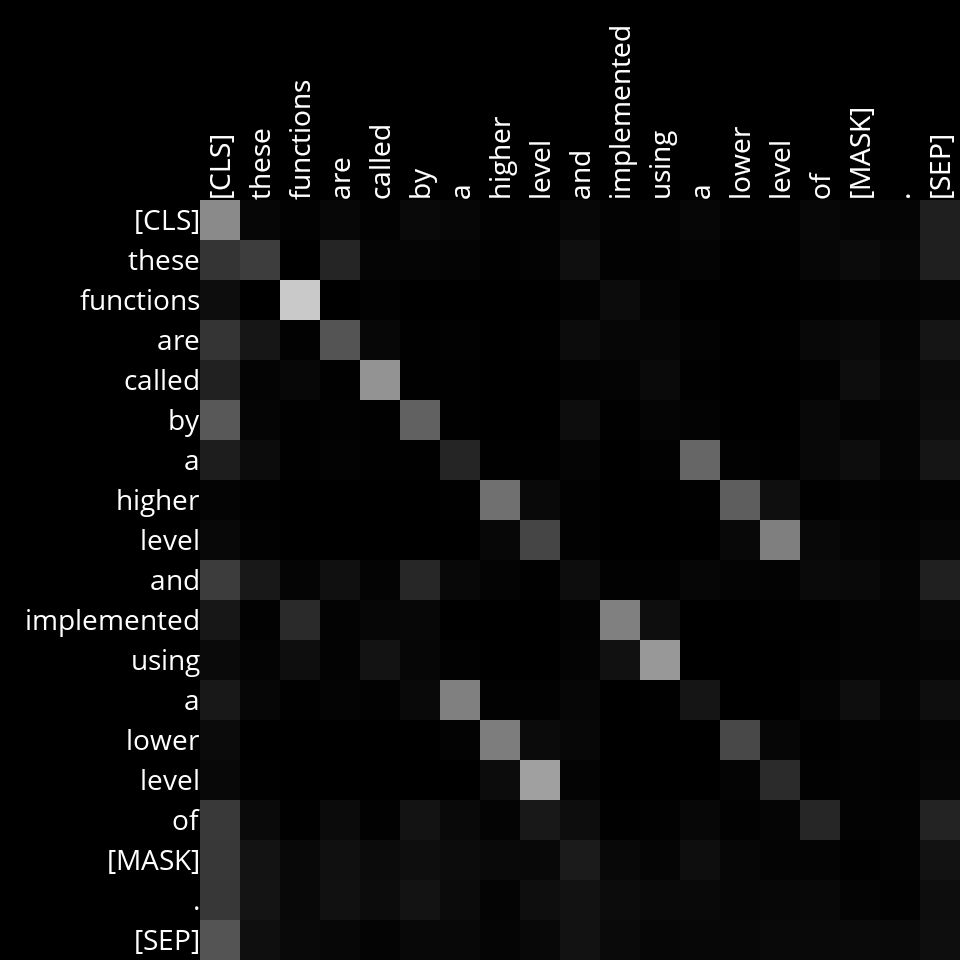 [CLS]
these
functions
are
called
by
a
higher
level
and
implemented
using
a
lower
level
of
[MASK]
.
[SEP]
[CLS]
these
functions
are
called
by
a
higher
level
and
implemented
using
a
lower
level
of
[MASK]
.
[SEP]